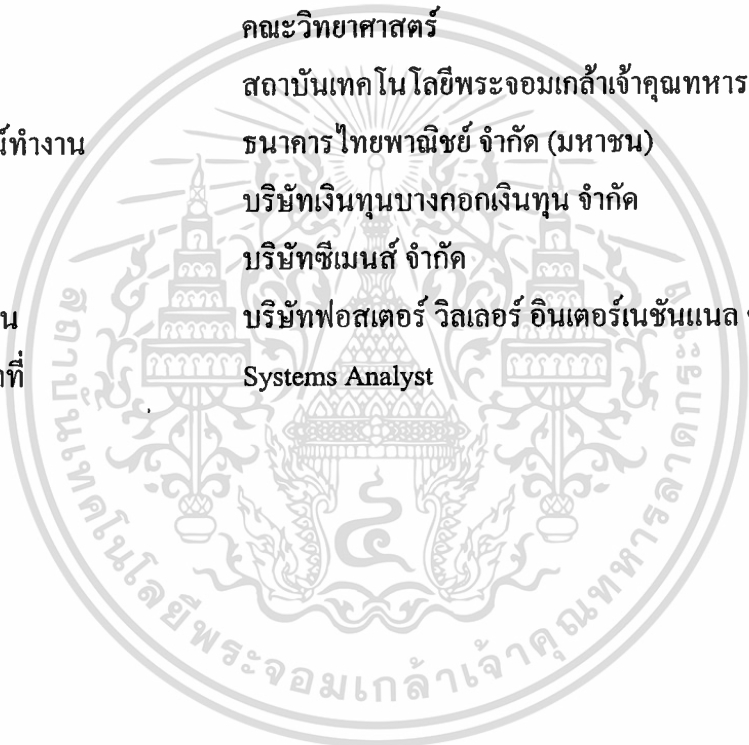 คณะวิทยาศาสตร์
สถาบันเทคโนโลยีพระจอมเกล้าเจ้าคุณทหาร
น์ทำงาน ธนาคารไทยพาณิชย์ จำกัด (มหาชน)
บริษัทเงินทุนบางกอกเงินทุน จำกัด
บริษัทซีเมนส์ จำกัด
น บริษัทฟอสเตอร์ วีลเลอร์ อินเตอร์เนชันแนล
าที่ Systems Analyst
สถาบันเทคโนโลยีพระจอมเกล้าเจ้าคุณทหารลาดกระบัง